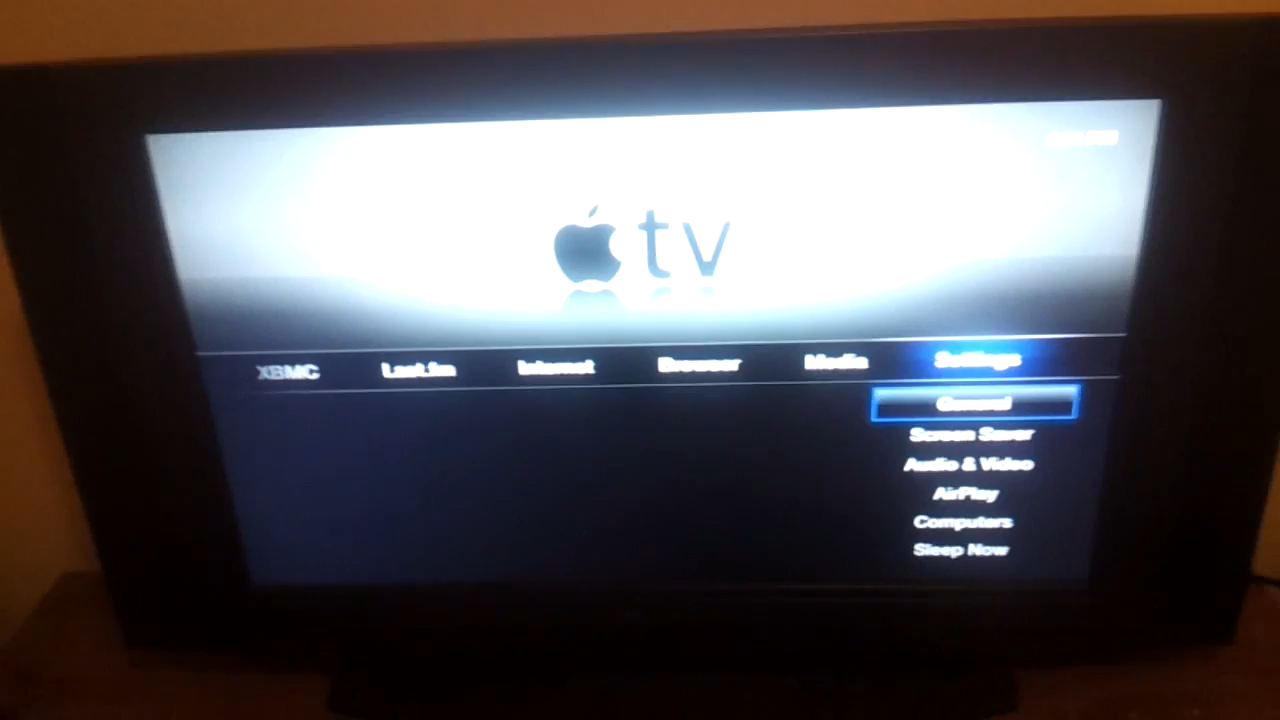 tv
XBMC Last.fm Internet Browser Media Settings
General
Screen Saver
Audio & Video
AirPlay
Computers
Sleep Now